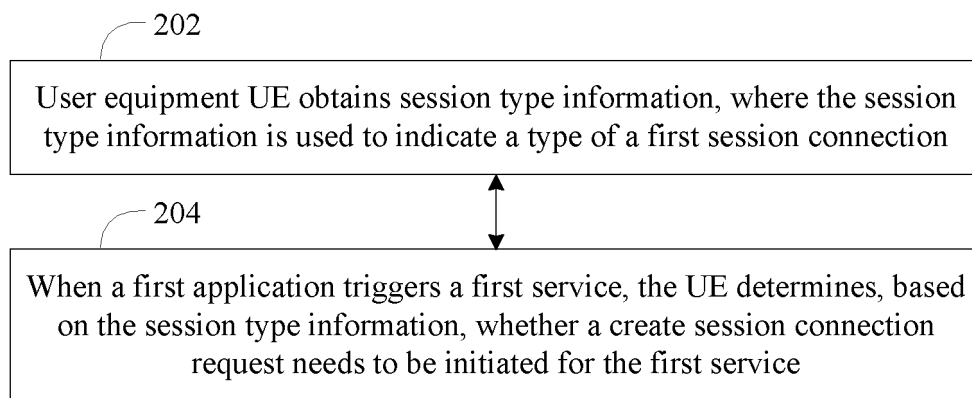 202
User equipment UE obtains session type information, where the session
type information is used to indicate a type of a first session connection
204
When a first application triggers a first service, the UE determines, based
on the session type information, whether a create session connection
request needs to be initiated for the first service